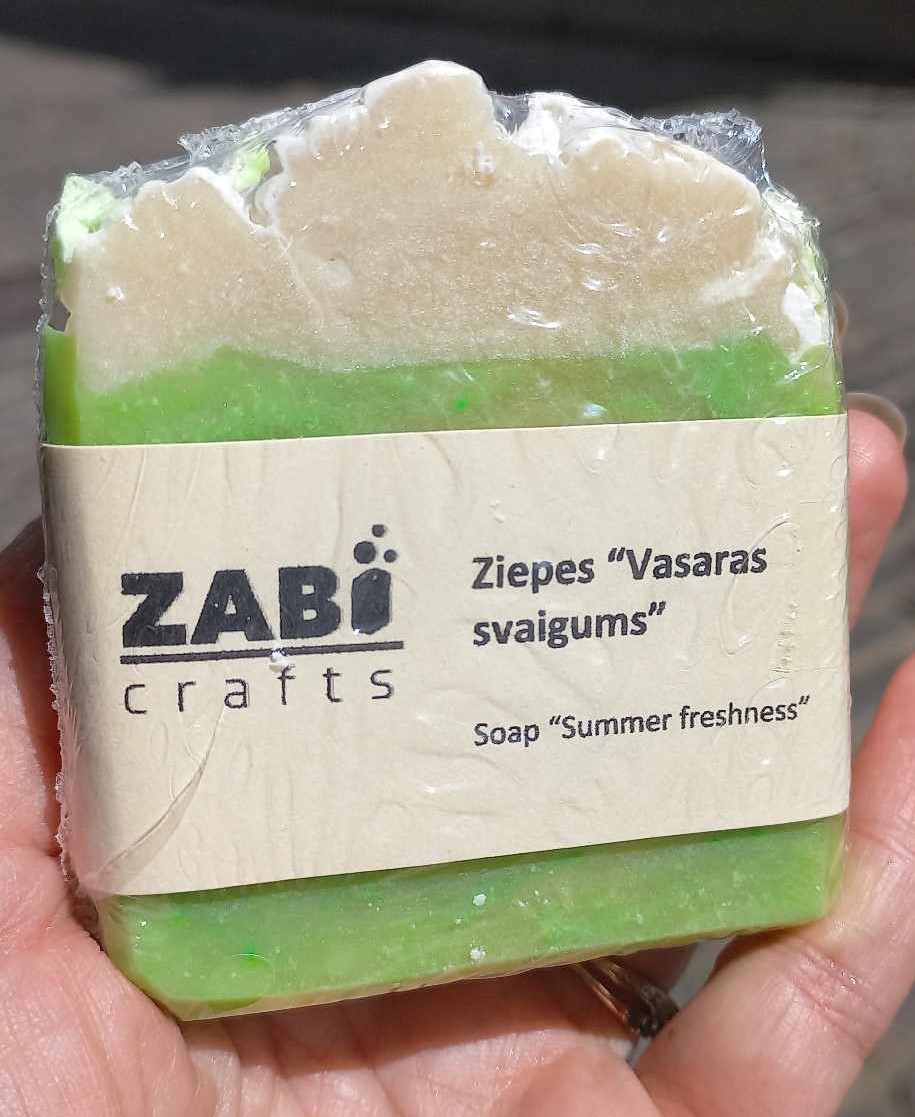 ZABi
crafts
Ziepes “Vasaras
svaigums”
Soap “Summer freshness”